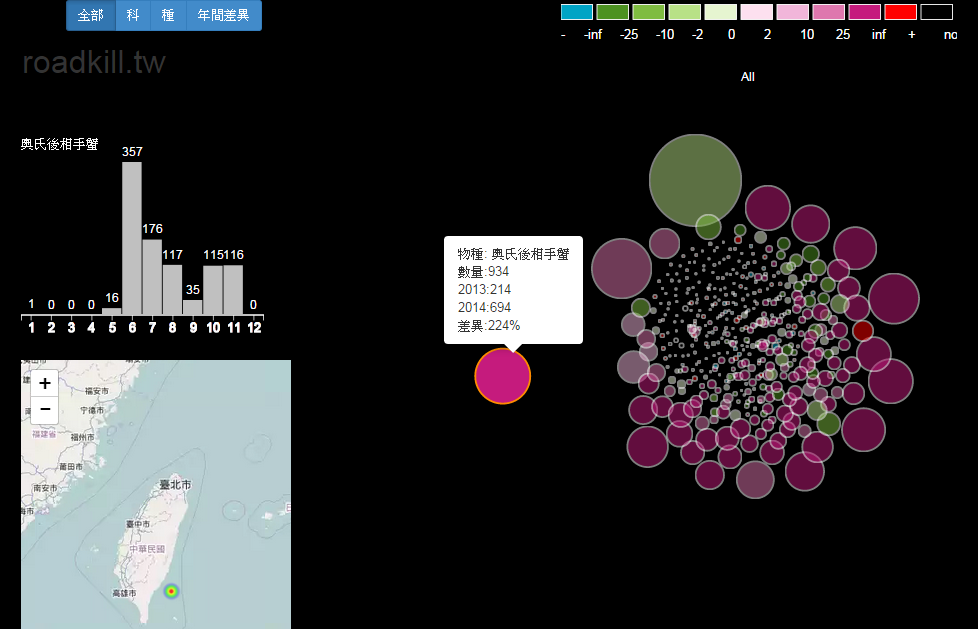 全部 科 種 年間差異
- -inf -25 -10 -2 0 2 10 25 inf + no
roadkill.tw
All
奧氏後相手蟹
357
176
117
115
116
35
16
1 0 0 0
0
1 2 3 4 5 6 7 8 9 10 11 12
物種: 奧氏後相手蟹
數量:934
2013:214
2014:694
差異:224%
+
-
福安市
寧德市
福建省
福州市
莆田市
南安市
臺北市
臺中市
中華民國
高雄市